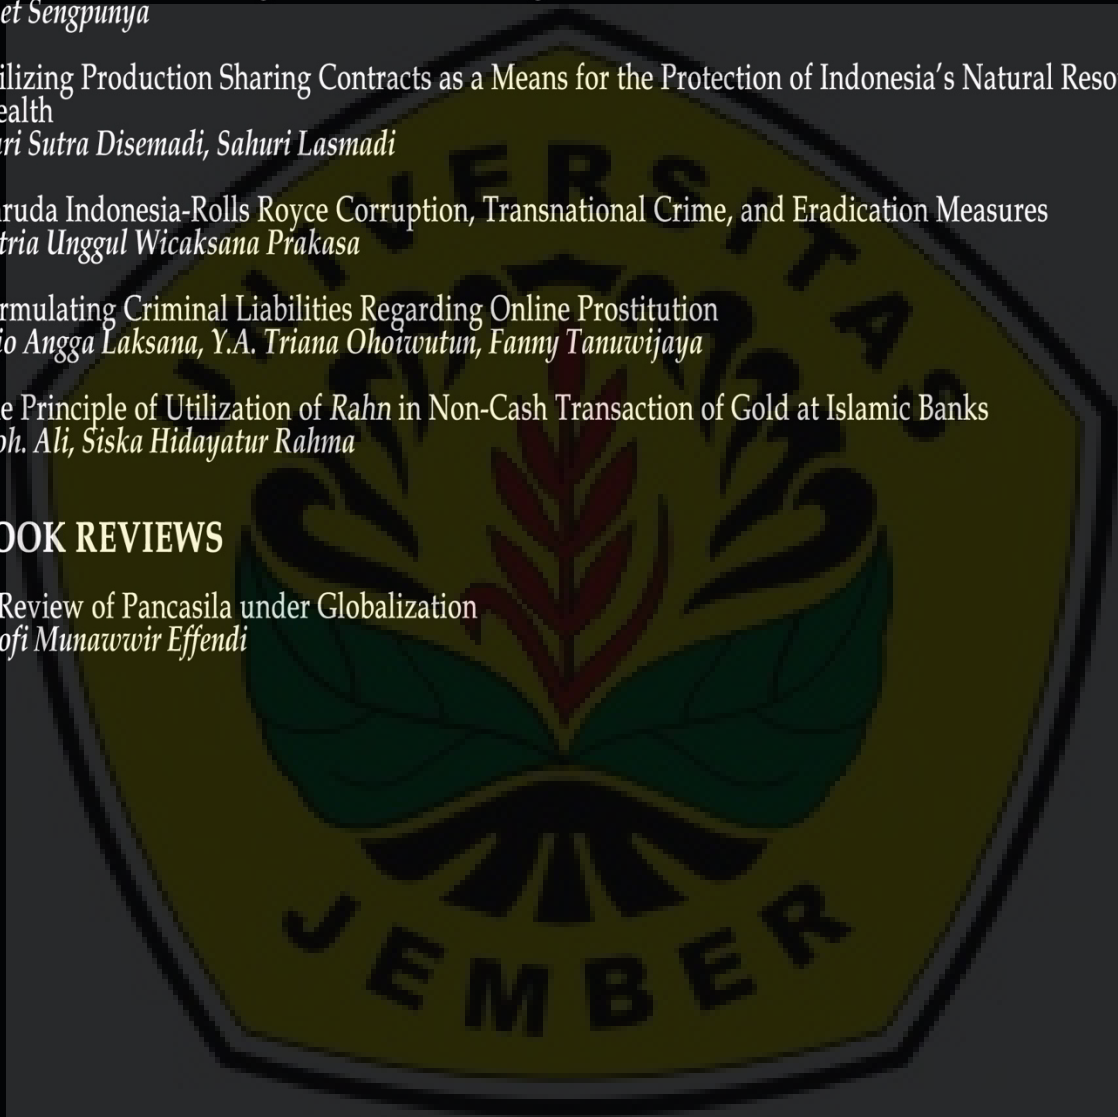 et Sengpunya
ilizing Production Sharing Contracts as a Means for the Protection of Indonesia's Natural Reso
ealth
ri Sutra Disemadi, Sahuri Lasmadi
ruda Indonesia-Rolls Royce Corruption, Transnational Crime, and Eradication Measures
tria Unggul Wicaksana Prakasa
rmulating Criminal Liabilities Regarding Online Prostitution
io Angga Laksana, Y.A. Triana Ohoiwutun, Fanny Tanuwijaya
e Principle of Utilization of Rahn in Non-Cash Transaction of Gold at Islamic Banks
oh. Ali, Siska Hidayatur Rahma
OOK REVIEWS
Review of Pancasila under Globalization
ofi Munawwir Effendi
UNIVERSITAS
JEMBER